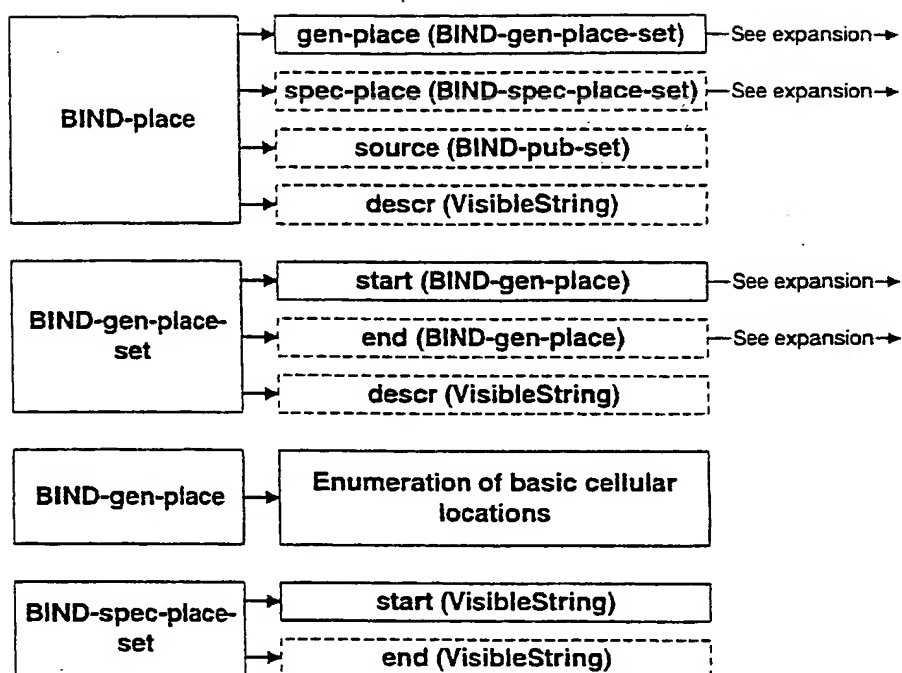 gen-place (BIND-gen-place-set)
See expansion
spec-place (BIND-spec-place-set)
See expansion
BIND-place
source (BIND-pub-set)
descr (VisibleString)
start (BIND-gen-place)
See expansion
BIND-gen-place-
set
end (BIND-gen-place)
See expansion
descr (VisibleString)
BIND-gen-place
Enumeration of basic cellular
locations
BIND-spec-place-
set
start (VisibleString)
end (VisibleString)